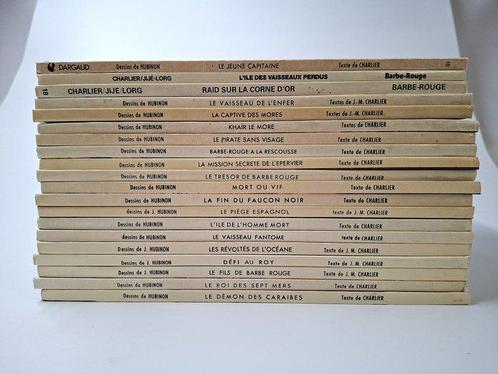 DARGAUD Dessins de HUBINON LE JEUNE CAPITAINE Texte de CHARLIER
CHARLIER/JIJÉ-LORG L'ILE DES VAISSEAUX PERDUS Barbe-Rouge
18 CHARLIER/JIJE/LORG RAID SUR LA CORNE D'OR BARBE-ROUGE
Dessins de HUBINON LE VAISSEAU DE L'ENFER Textes de J.-M. CHARLIER
Dessins de HUBINON LA CAPTIVE DES MORES Textes de J.-M. CHARLIER
Dessins de HUBINON KHAIR LE MORE Textes de CHARLIER
Dessins de HUBINON LE PIRATE SANS VISAGE Texte de CHARLIER
Dessins de HUBINON BARBE-ROUGE A LA RESCOUSSE Texte de CHARLIER
Dessins de HUBINON LA MISSION SECRETE DE L'EPERVIER Texte de CHARLIER
Dessins de HUBINON LE TRÉSOR DE BARBE ROUGE Texte de CHARLIER
Dessins de HUBINON MORT OU VIF Texte de CHARLIER
Dessins de HUBINON LA FIN DU FAUCON NOIR Texte de CHARLIER
dessins de J. HUBINON LE PIÈGE ESPAGNOL texte de J. M. CHARLIER
Dessins de HUBINON L'ILE DE L'HOMME MORT Texte de CHARLIER
Dessins de HUBINON LE VAISSEAU FANTOME texte de CHARLIER
Dessins de J. HUBINON LES RÉVOLTÉS DE L'OCÉANE Texte de J. M. CHARLIER
Dessins de J. HUBINON DÉFI AU ROY Texte de J. M. CHARLIER
Dessins de J. HUBINON LE FILS DE BARBE ROUGE Texte de J. M. CHARLIER
Dessins de HUBINON LE ROI DES SEPT MERS Texte de CHARLIER
Dessins de HUBINON LE DÉMON DES CARAIBES Texte de CHARLIER